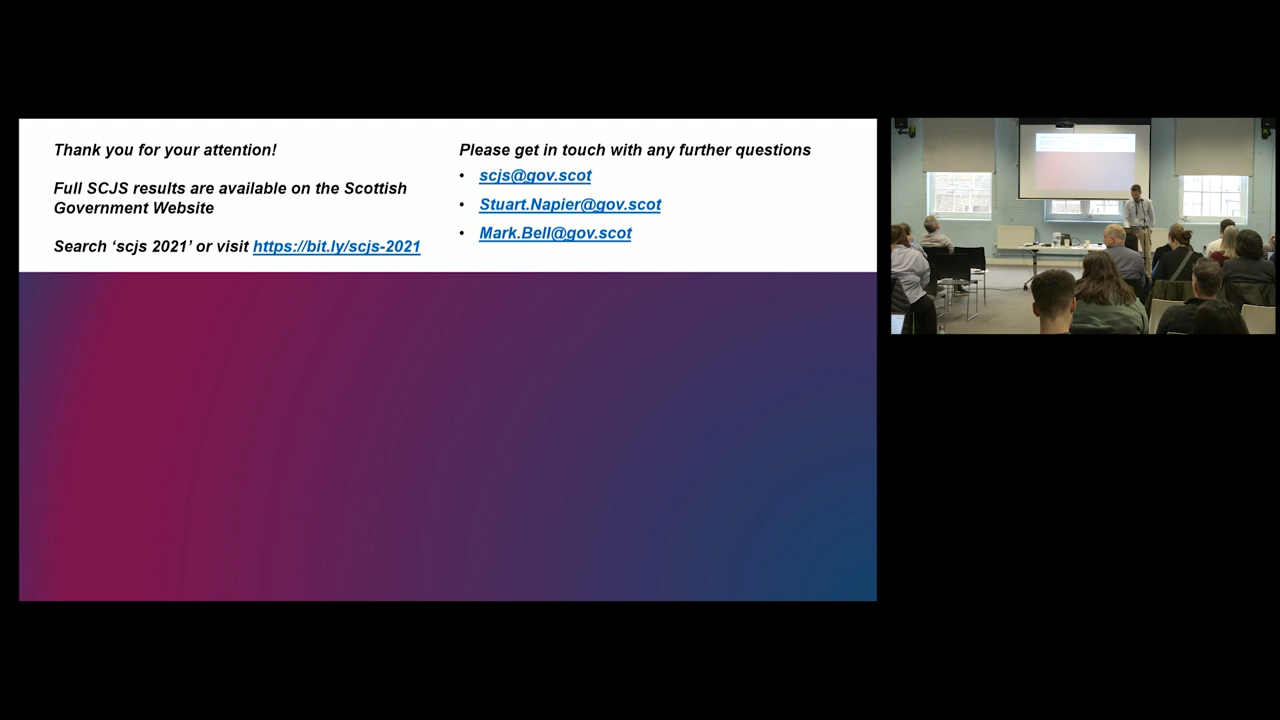 Thank you for your attention!
Full SCJS results are available on the Scottish
Government Website
Search ‘scjs 2021’ or visit https://bit.ly/scjs-2021
Please get in touch with any further questions
• scjs@gov.scot
• Stuart.Napier@gov.scot
• Mark.Bell@gov.scot